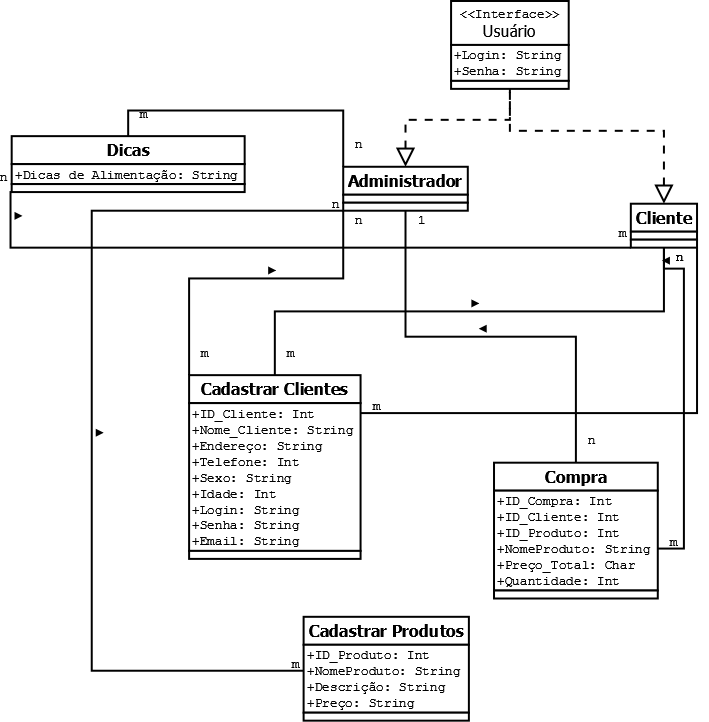 <<Interface>>
Usuário
+Login: String
+Senha: String
m
n
Dicas
+Dicas de Alimentação: String
n
Administrador
n
n
1
Cliente
m
n
m
m
Cadastrar Clientes
+ID_Cliente: Int
+Nome_Cliente: String
+Endereço: String
+Telefone: Int
+Sexo: String
+Idade: Int
+Login: String
+Senha: String
+Email: String
m
n
Compra
+ID_Compra: Int
+ID_Cliente: Int
+ID_Produto: Int
+NomeProduto: String
+Preço_Total: Char
+Quantidade: Int
m
Cadastrar Produtos
+ID_Produto: Int
+NomeProduto: String
+Descrição: String
+Preço: String
m